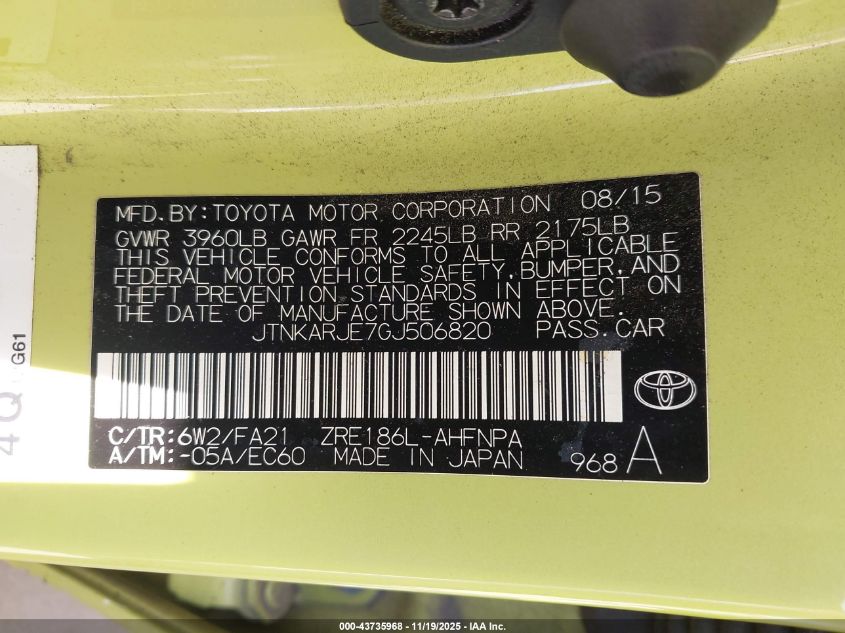 MFD.BY:TOYOTA MOTOR CORPORATION 08/15
GVWR 3960LB GAWR FR 2245LB RR 2175LB
THIS VEHICLE CONFORMS TO ALL APPLICABLE
FEDERAL MOTOR VEHICLE SAFETY,BUMPER,AND
THEFT PREVENTION STANDARDS IN EFFECT ON
THE DATE OF MANUFACTURE SHOWN ABOVE.
JTNKARJE7GJ506820 PASS.CAR
C/TR:6W2/FA21 ZRE186L-AHFNPA
A/TM:-05A/EC60 MADE IN JAPAN 968 A
4Q
G61
000-43735968 - 11/19/2025 - IAA Inc.